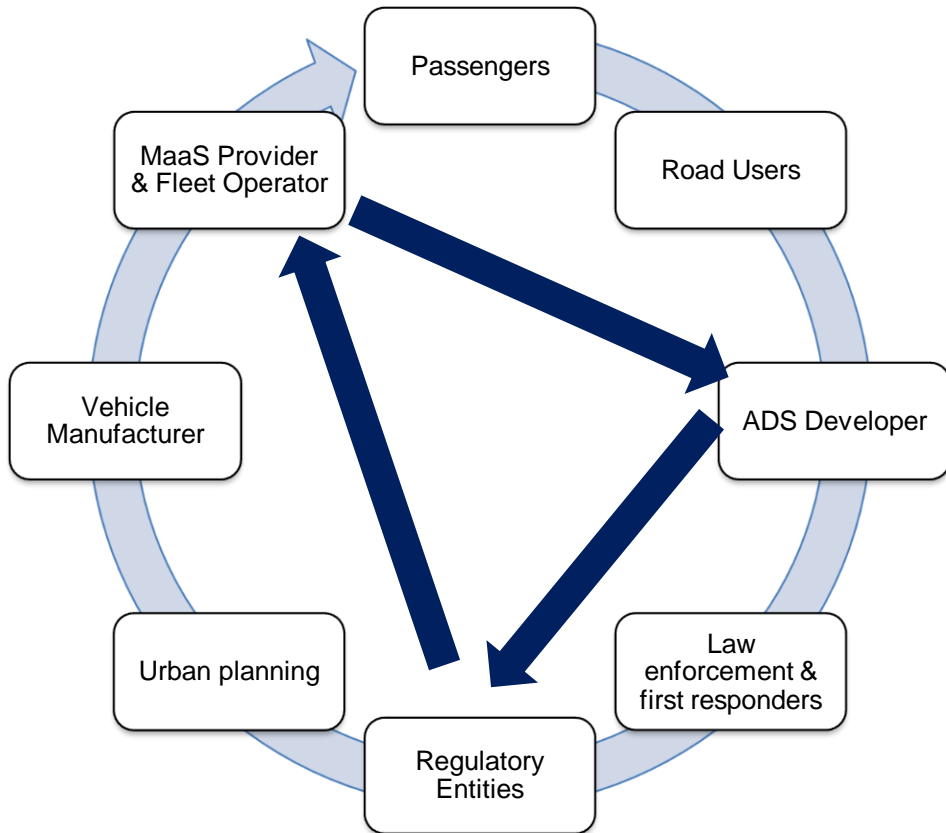 Passengers
MaaS Provider
& Fleet Operator
Road Users
Vehicle
Manufacturer
ADS Developer
Urban planning
Law
enforcement &
first responders
Regulatory
Entities